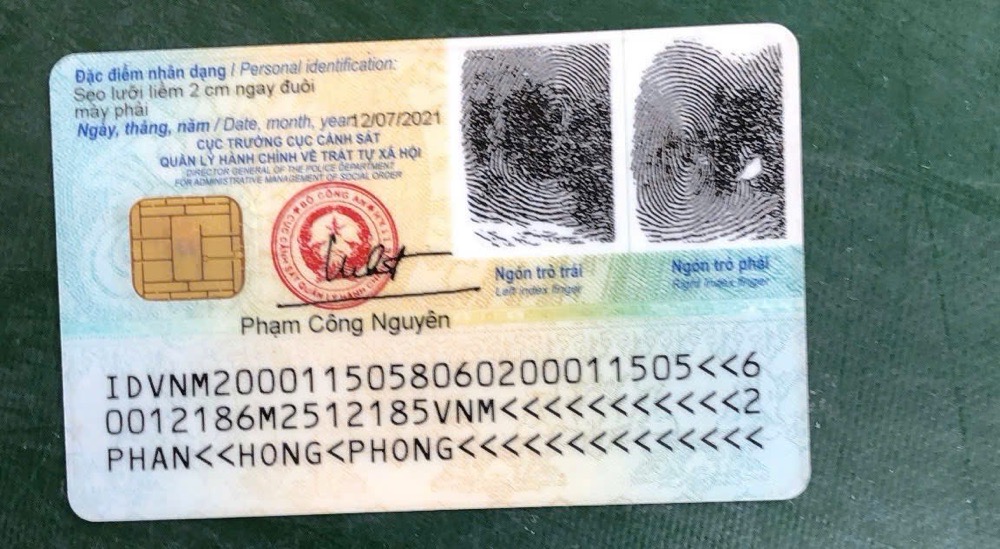 Đặc điểm nhân dạng / Personal identification:
Sẹo lưỡi liềm 2 cm ngay đuôi
mày phải
Ngày, tháng, năm / Date, month, year12/07/2021
CỤC TRƯỞNG CỤC CẢNH SÁT
QUẢN LÝ HÀNH CHÍNH VỀ TRẬT TỰ XÃ HỘI
DIRECTOR GENERAL OF THE POLICE DEPARTMENT
FOR ADMINISTRATIVE MANAGEMENT OF SOCIAL ORDER
BỘ CÔNG AN
Ngón trỏ trái
Left index finger
Ngón trỏ phải
Right index finger
Phạm Công Nguyên
IDVNM2000115058060200011505<<6
0012186M2512185VNM<<<<<<<<<<<2
PHAN<<HONG<PHONG<<<<<<<<<<<<<<